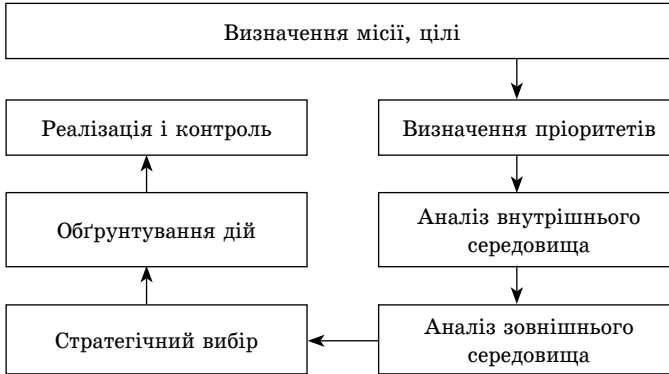 Визначення місії, цілі
Реалізація і контроль
Визначення пріоритетів
Обґрунтування дій
Аналіз внутрішнього
середовища
Стратегічний вибір
Аналіз зовнішнього
середовища